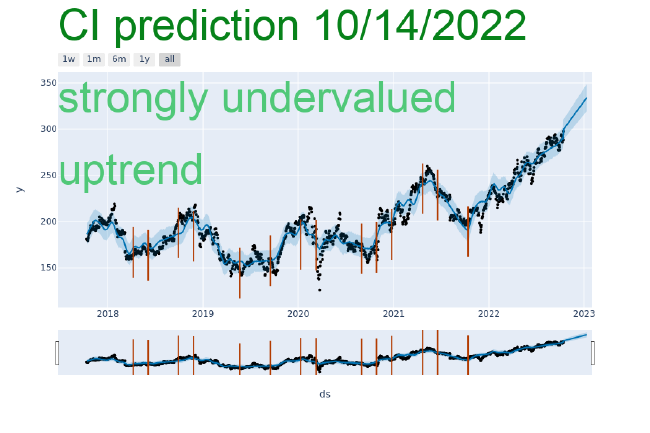 CI prediction 10/14/2022
1w 1m 6m 1y all
350
strongly undervalued
300
uptrend
250
y
200
150
2018 2019 2020 2021 2022 2023
ds